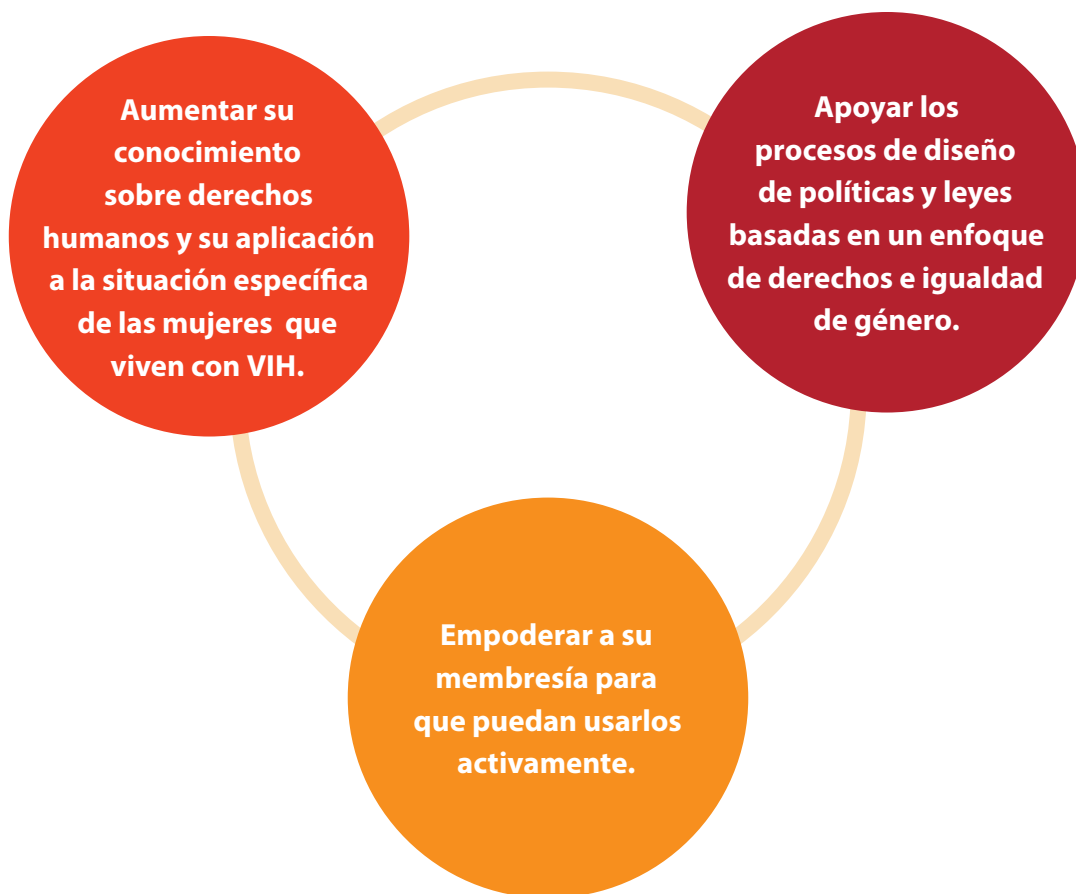 Aumentar su
conocimiento
sobre derechos
humanos y su aplicación
a la situación específica
de las mujeres que
viven con VIH.
Apoyar los
procesos de diseño
de políticas y leyes
basadas en un enfoque
de derechos e igualdad
de género.
Empoderar a su
membresía para
que puedan usarlos
activamente.